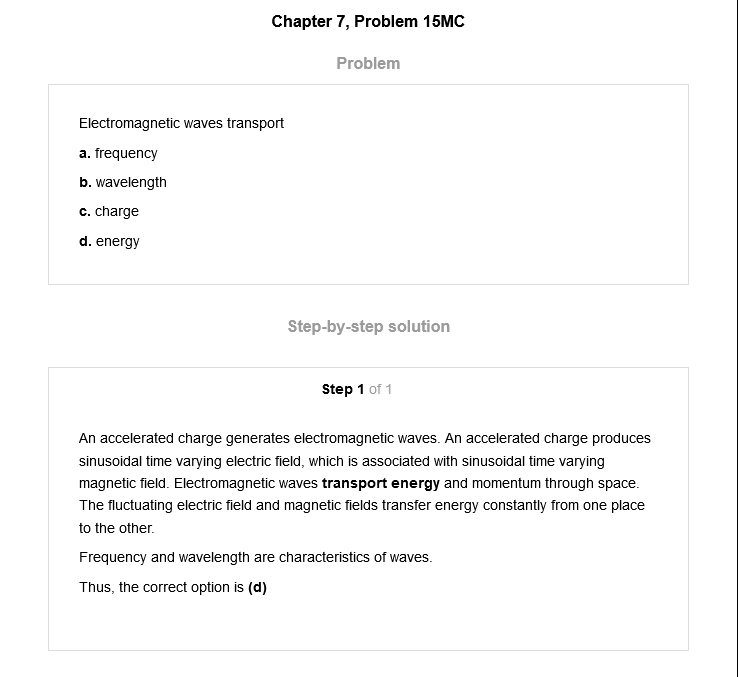 Chapter 7, Problem 15MC
Problem
Electromagnetic waves transport
a. frequency
b. wavelength
c. charge
d. energy
Step-by-step solution
Step 1 of 1
An accelerated charge generates electromagnetic waves. An accelerated charge produces
sinusoidal time varying electric field, which is associated with sinusoidal time varying
magnetic field. Electromagnetic waves transport energy and momentum through space.
The fluctuating electric field and magnetic fields transfer energy constantly from one place
to the other.
Frequency and wavelength are characteristics of waves.
Thus, the correct option is (d)